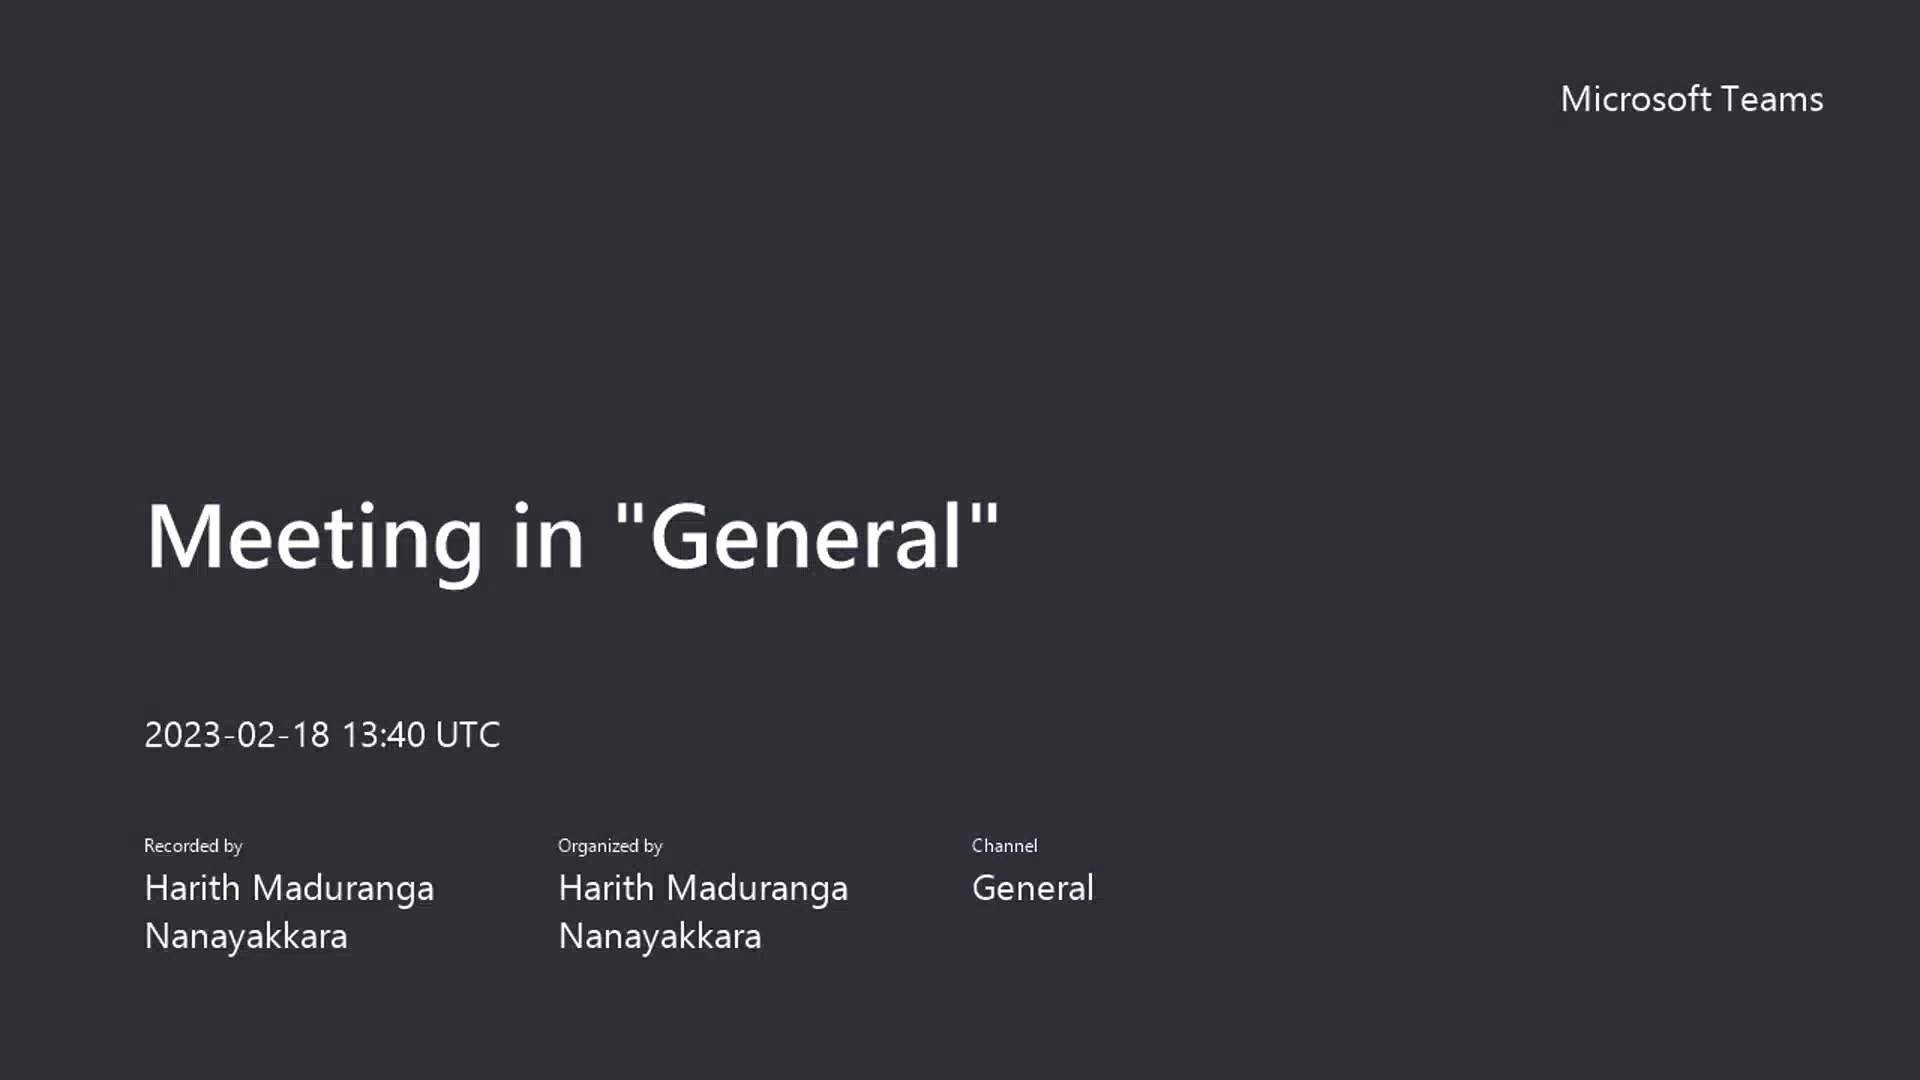 Microsoft Teams
Meeting in "General"
2023-02-18 13:40 UTC
Recorded by
Harith Maduranga
Nanayakkara
Organized by
Harith Maduranga
Nanayakkara
Channel
General